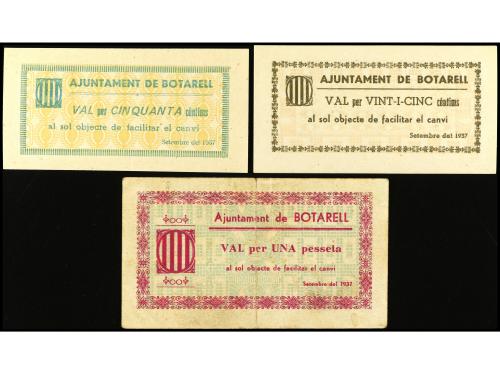 AJUNTAMENT DE BOTARELL
VAL per CINQUANTA cèntims
al sol objecte de facilitar el canvi
Setembre del 1937
AJUNTAMENT DE BOTARELL
VAL per VINT-I-CINC cèntims
al sol objecte de facilitar el canvi
Setembre del 1937
Ajuntament de BOTARELL
VAL per UNA pesseta
al sol objecte de facilitar el canvi
Setembre del 1937